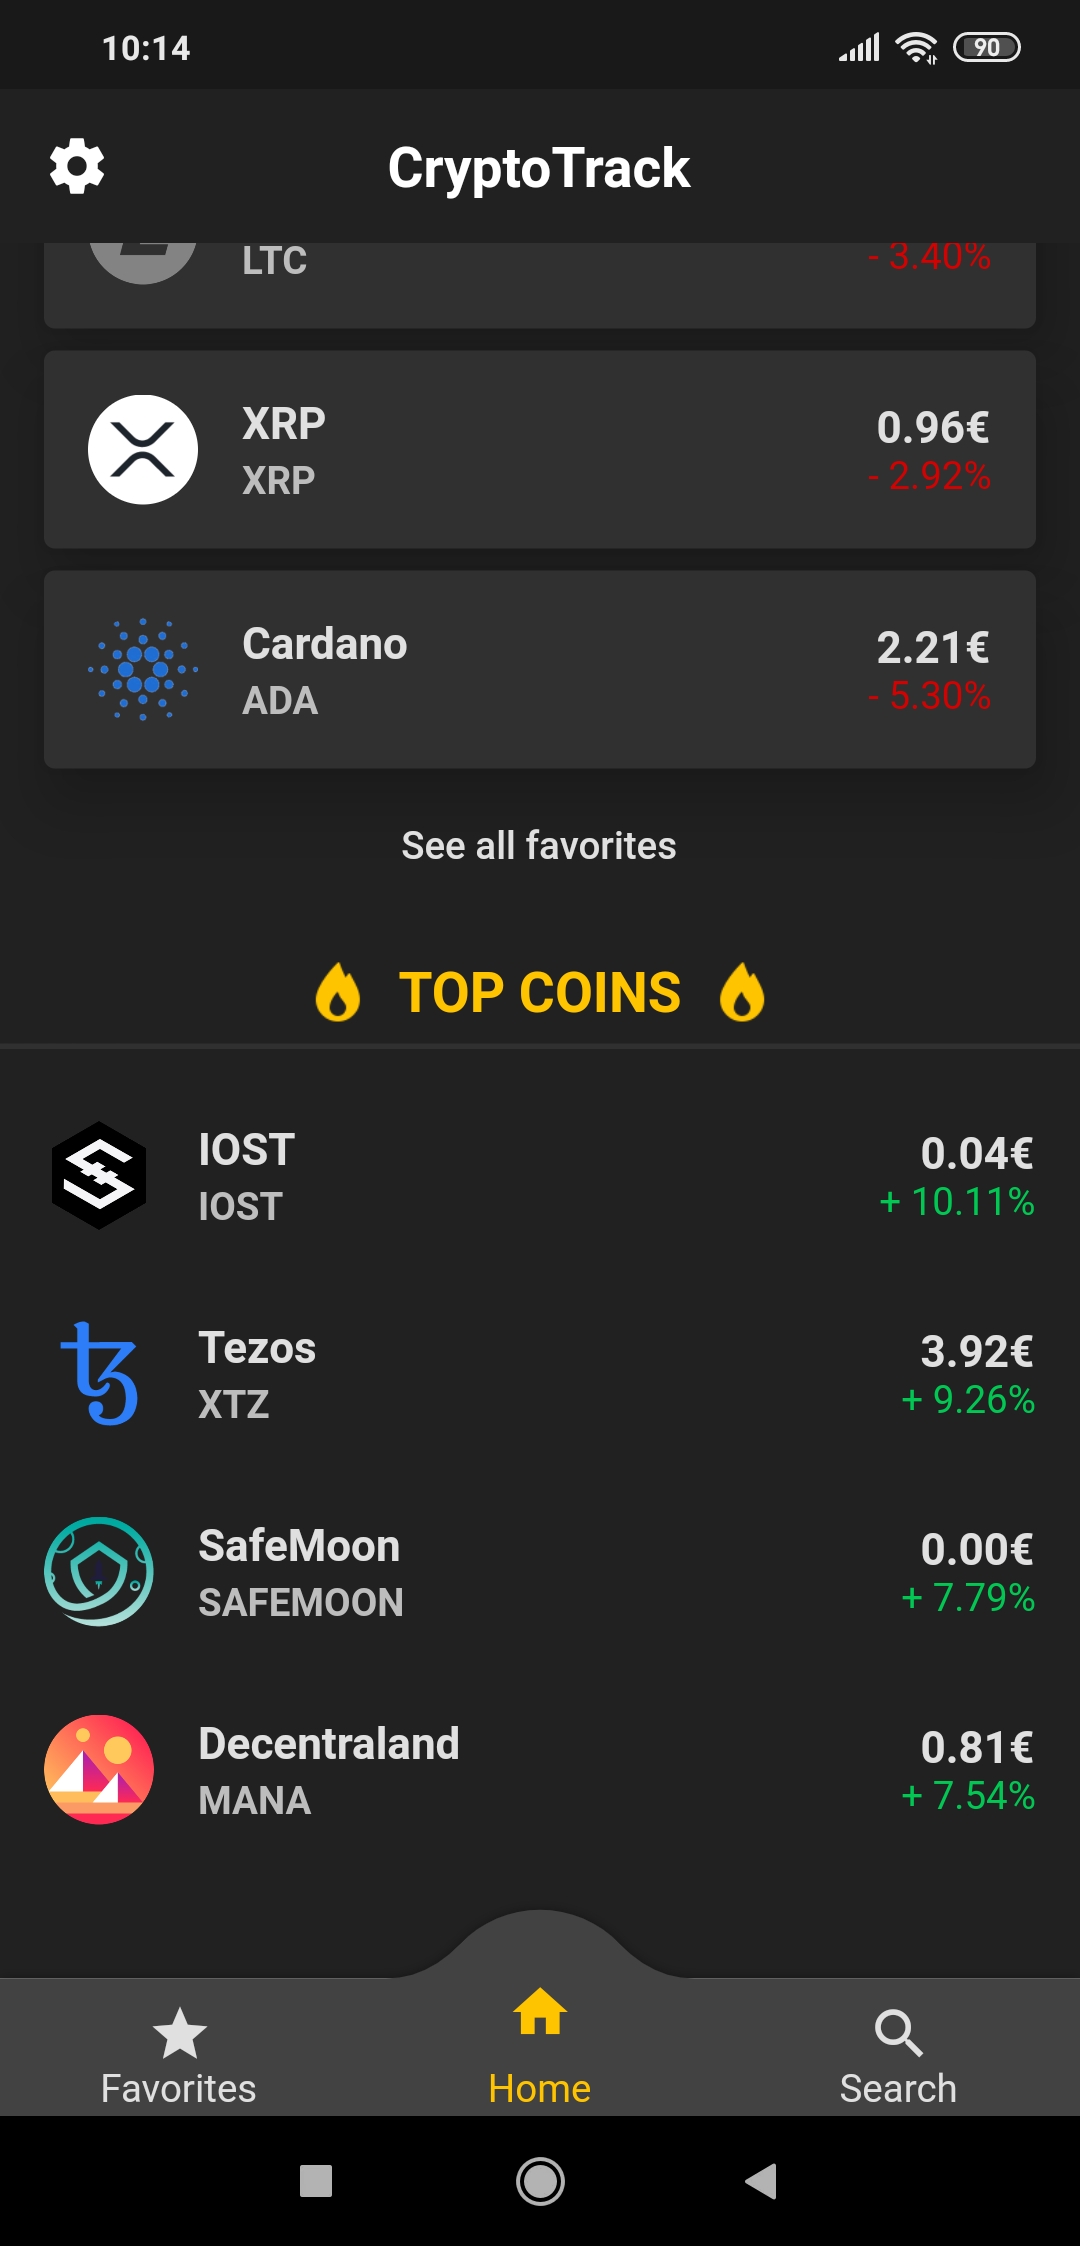 10:14
90
CryptoTrack
LTC
- 3.40%
XRP
0.96€
XRP
- 2.92%
Cardano
2.21€
ADA
- 5.30%
See all favorites
TOP COINS
IOST
0.04€
IOST
+ 10.11%
Tezos
3.92€
XTZ
+ 9.26%
SafeMoon
0.00€
SAFEMOON
+ 7.79%
Decentraland
0.81€
MANA
+ 7.54%
Favorites
Home
Search